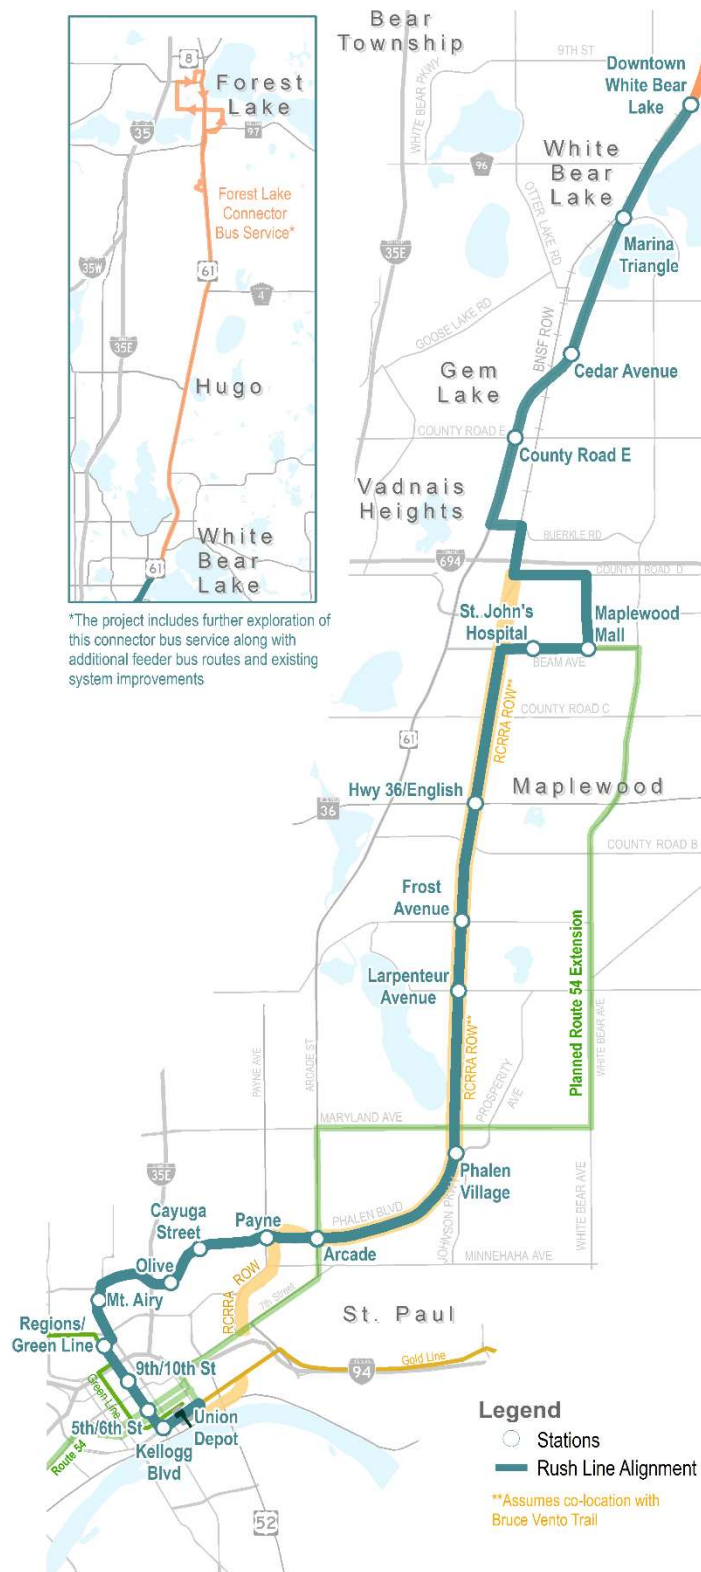 Bear
Township
8
61
Forest
Lake
35
97
Forest Lake
Connector
Bus Service*
35W
61
4
35E
Hugo
White
Bear
Lake
61
*The project includes further exploration of
this connector bus service along with
additional feeder bus routes and existing
system improvements
9TH ST
WHITE BEAR PKWY
Downtown
White Bear
Lake
96
White
Bear
Lake
OTTER LAKE RD
35E
Marina
Triangle
GOOSE LAKE RD
BNSF ROW
Gem
Lake
Cedar Avenue
COUNTY ROAD E
County Road E
Vadnais
Heights
BUERKLE RD
694
COUNTY ROAD D
St. John's
Hospital
Maplewood
Mall
BEAM AVE
RCRRA ROW**
COUNTY ROAD C
61
Hwy 36/English
Maplewood
36
COUNTY ROAD B
Frost
Avenue
Larpenteur
Avenue
Planned Route 54 Extension
WHITE BEAR AVE
RCRRA ROW**
PROSPERITY
AVE
PAYNE AVE
ARCADE ST
MARYLAND AVE
35E
Phalen
Village
Cayuga
Street
Payne
PHALEN BLVD
JOHNSON PKWY
WHITE BEAR AVE
Arcade
MINNEHAHA AVE
Olive
Mt. Airy
RCRRA ROW
7th Street
St. Paul
Regions/
Green Line
9th/10th St
94
Gold Line
Green Line
5th/6th St
Union
Depot
Kellogg
Blvd
Route 54
52
Legend
Stations
Rush Line Alignment
**Assumes co-location with
Bruce Vento Trail